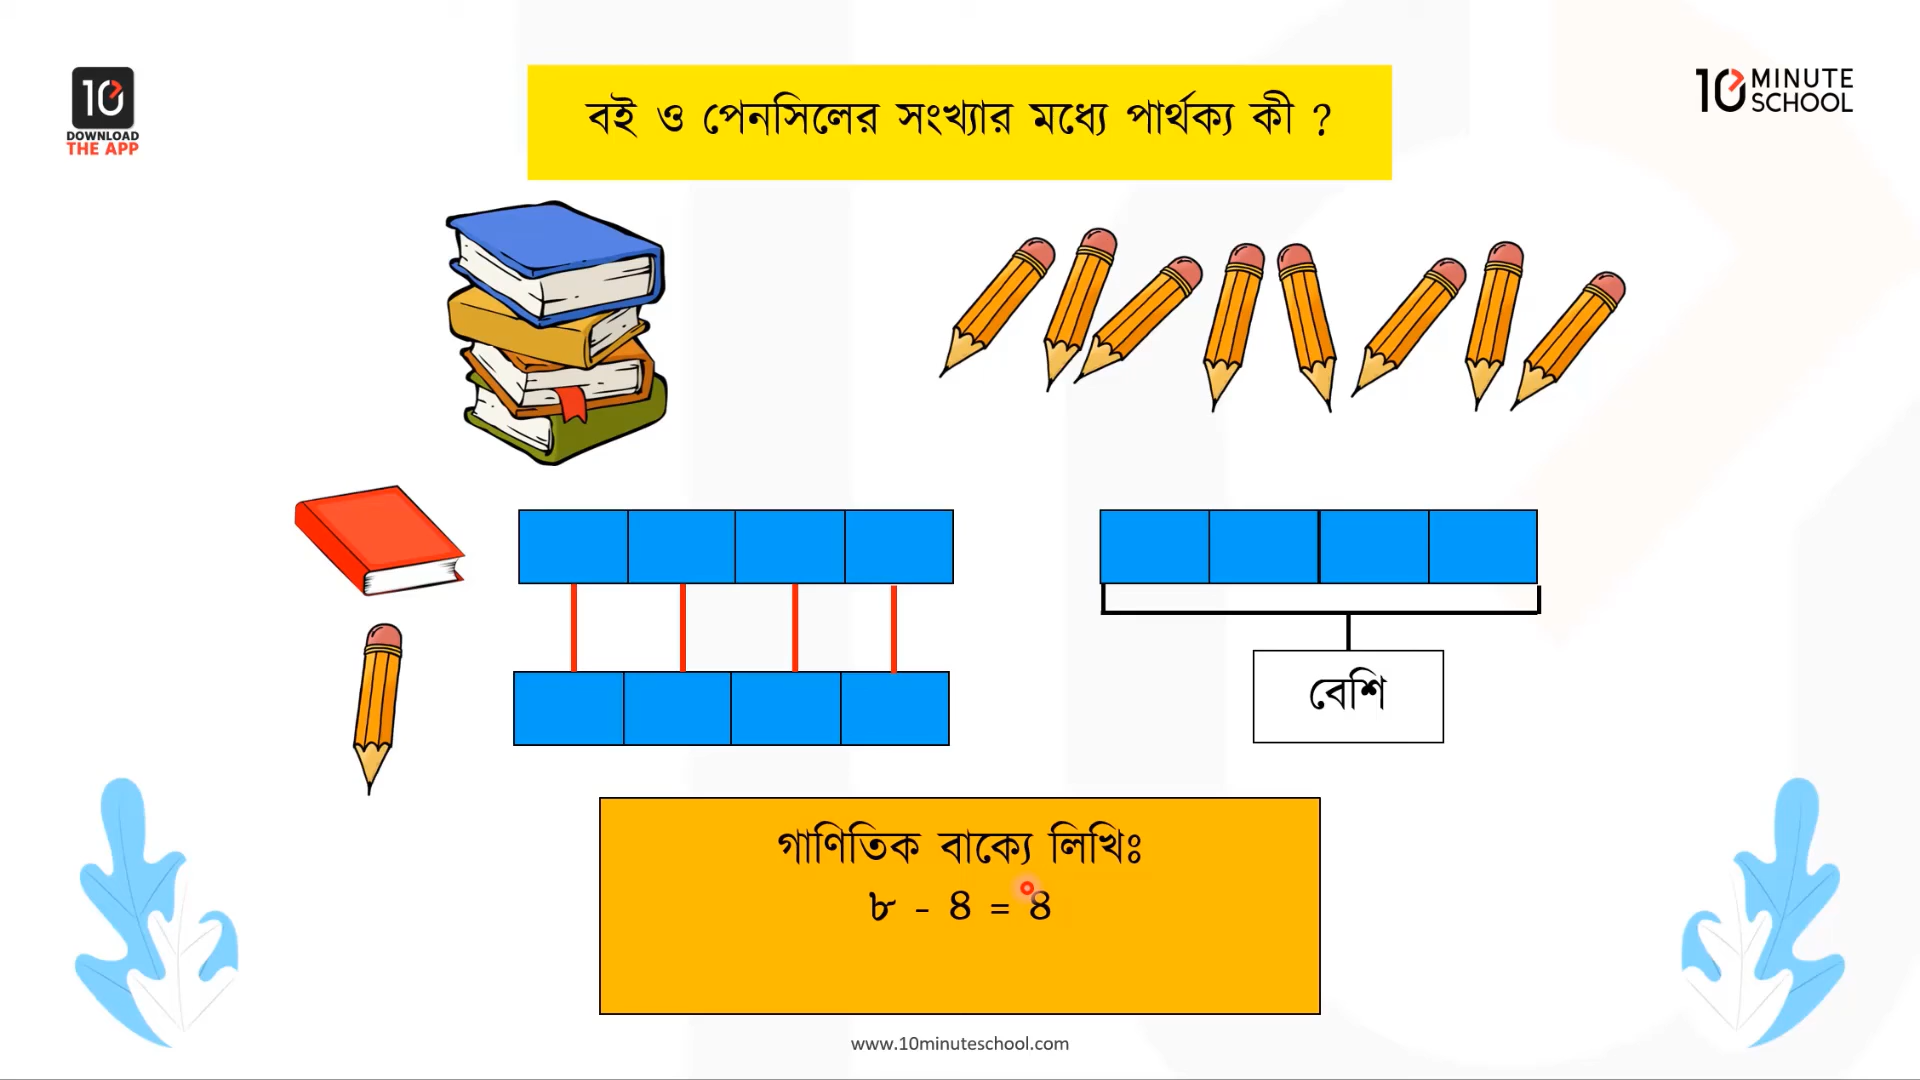 10
DOWNLOAD
THE APP
বই ও পেনসিলের সংখ্যার মধ্যে পার্থক্য কী ?
10 MINUTE
SCHOOL
বেশি
গাণিতিক বাক্যে লিখিঃ
৮ - ৪ = ৪
www.10minuteschool.com